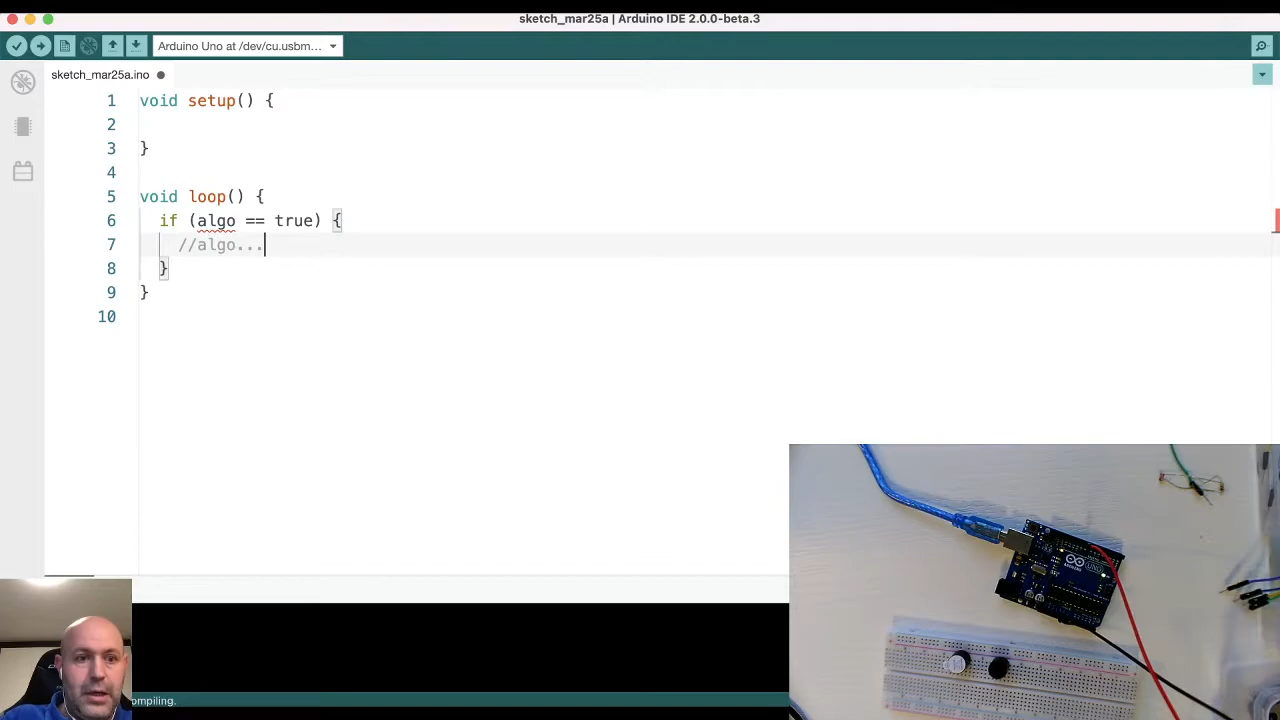 sketch_mar25a | Arduino IDE 2.0.0-beta.3
Arduino Uno at /dev/cu.usbm...
sketch_mar25a.ino
1 void setup() {
2
3 }
4
5 void loop() {
6 if (algo == true) {
7 //algo...
8 }
9 }
10
ompiling.
UNO